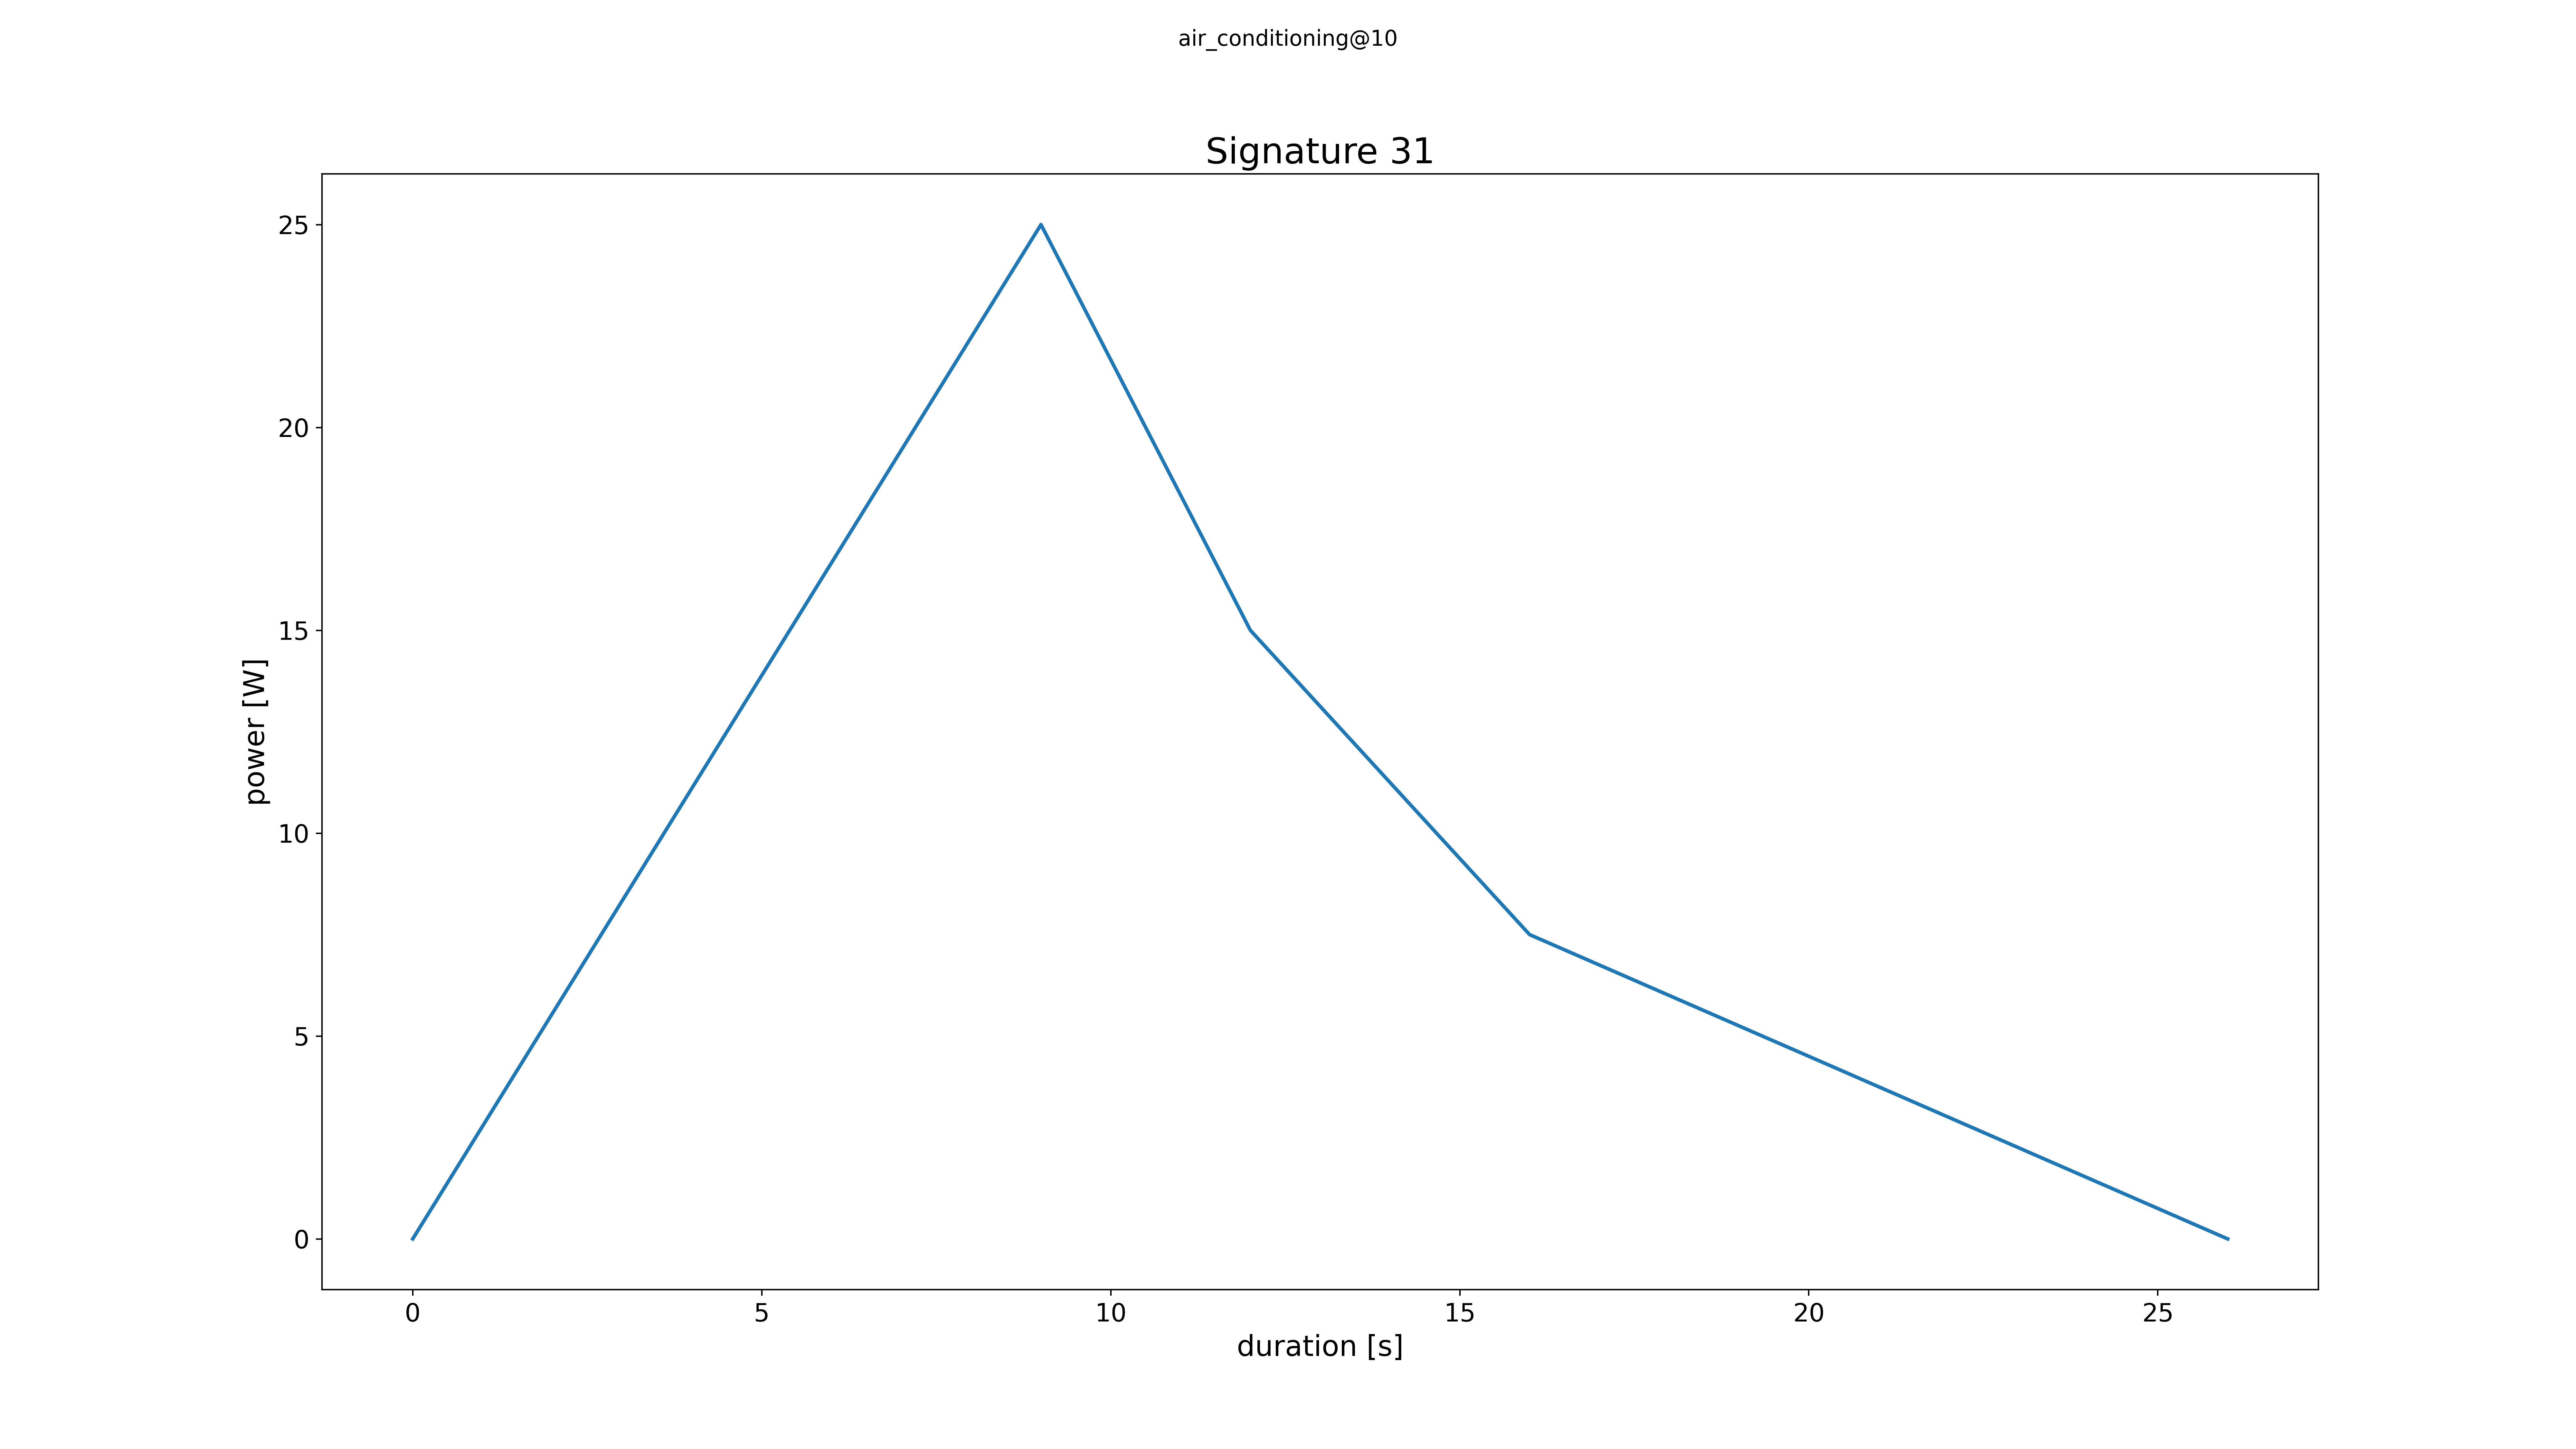 air_conditioning@10
Signature 31
power [W]
25
20
15
10
5
0
0 5 10 15 20 25
duration [s]